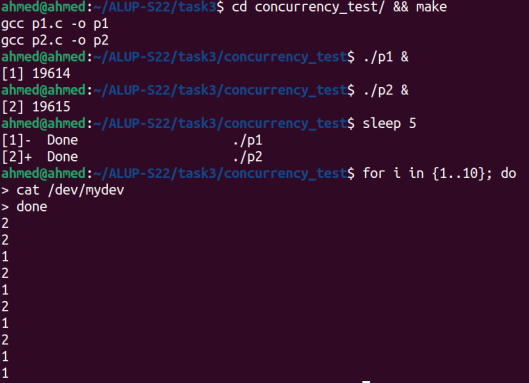 ahmed@ahmed:~/ALUP-S22/task3$ cd concurrency_test/ && make
gcc p1.c -o p1
gcc p2.c -o p2
ahmed@ahmed:~/ALUP-S22/task3/concurrency_test$ ./p1 &
[1] 19614
ahmed@ahmed:~/ALUP-S22/task3/concurrency_test$ ./p2 &
[2] 19615
ahmed@ahmed:~/ALUP-S22/task3/concurrency_test$ sleep 5
[1]-  Done                    ./p1
[2]+  Done                    ./p2
ahmed@ahmed:~/ALUP-S22/task3/concurrency_test$ for i in {1..10}; do
> cat /dev/mydev
> done
2
2
1
2
1
2
1
2
1
1